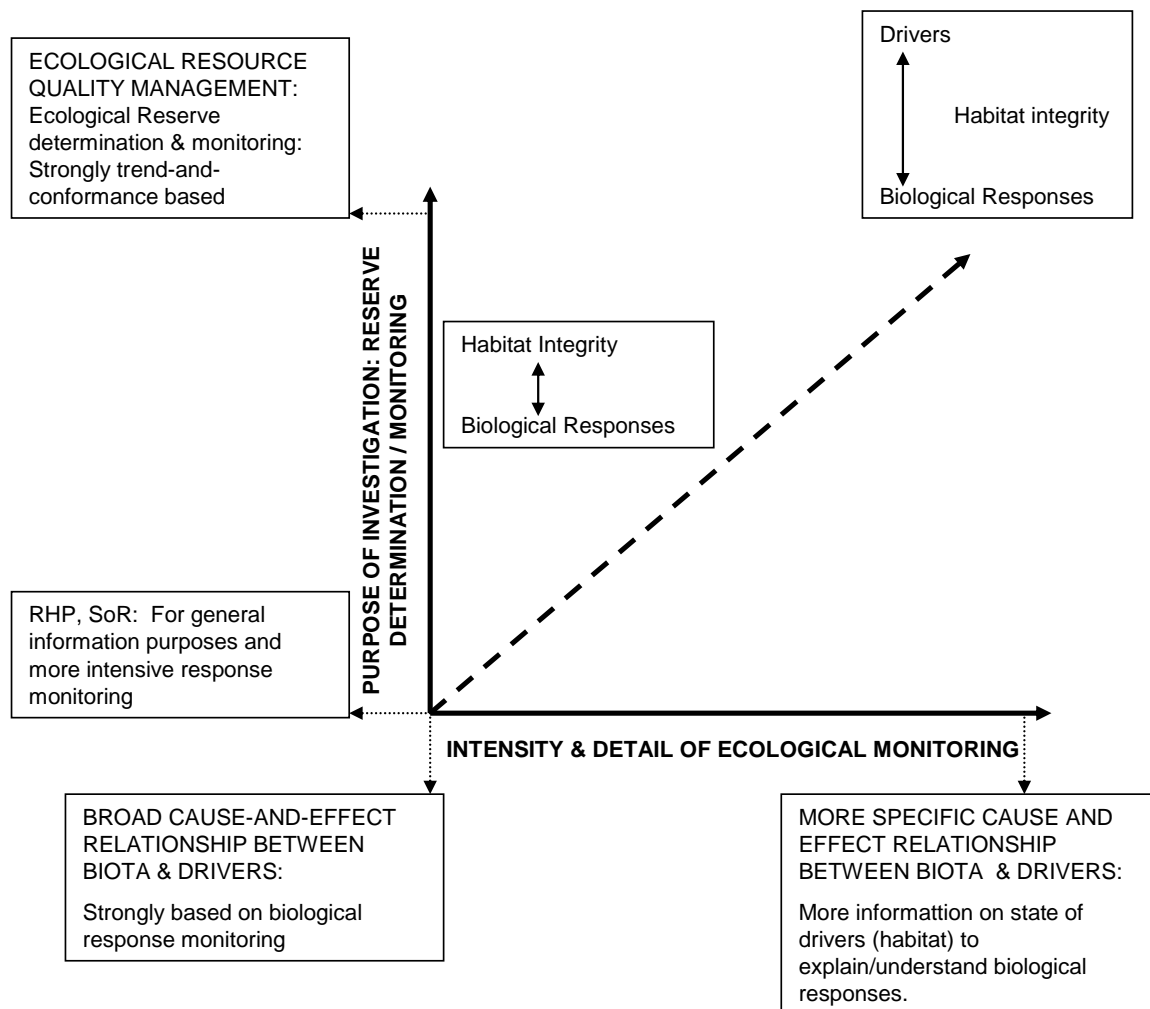 ECOLOGICAL RESOURCE
QUALITY MANAGEMENT:
Ecological Reserve
determination & monitoring:
Strongly trend-and-
conformance based
Drivers
Habitat integrity
Biological Responses
PURPOSE OF INVESTIGATION: RESERVE
DETERMINATION / MONITORING
Habitat Integrity
Biological Responses
RHP, SoR:  For general
information purposes and
more intensive response
monitoring
INTENSITY & DETAIL OF ECOLOGICAL MONITORING
BROAD CAUSE-AND-EFFECT
RELATIONSHIP BETWEEN
BIOTA & DRIVERS:
Strongly based on biological
response monitoring
MORE SPECIFIC CAUSE AND
EFFECT RELATIONSHIP
BETWEEN BIOTA  & DRIVERS:
More informattion on state of
drivers (habitat) to
explain/understand biological
responses.